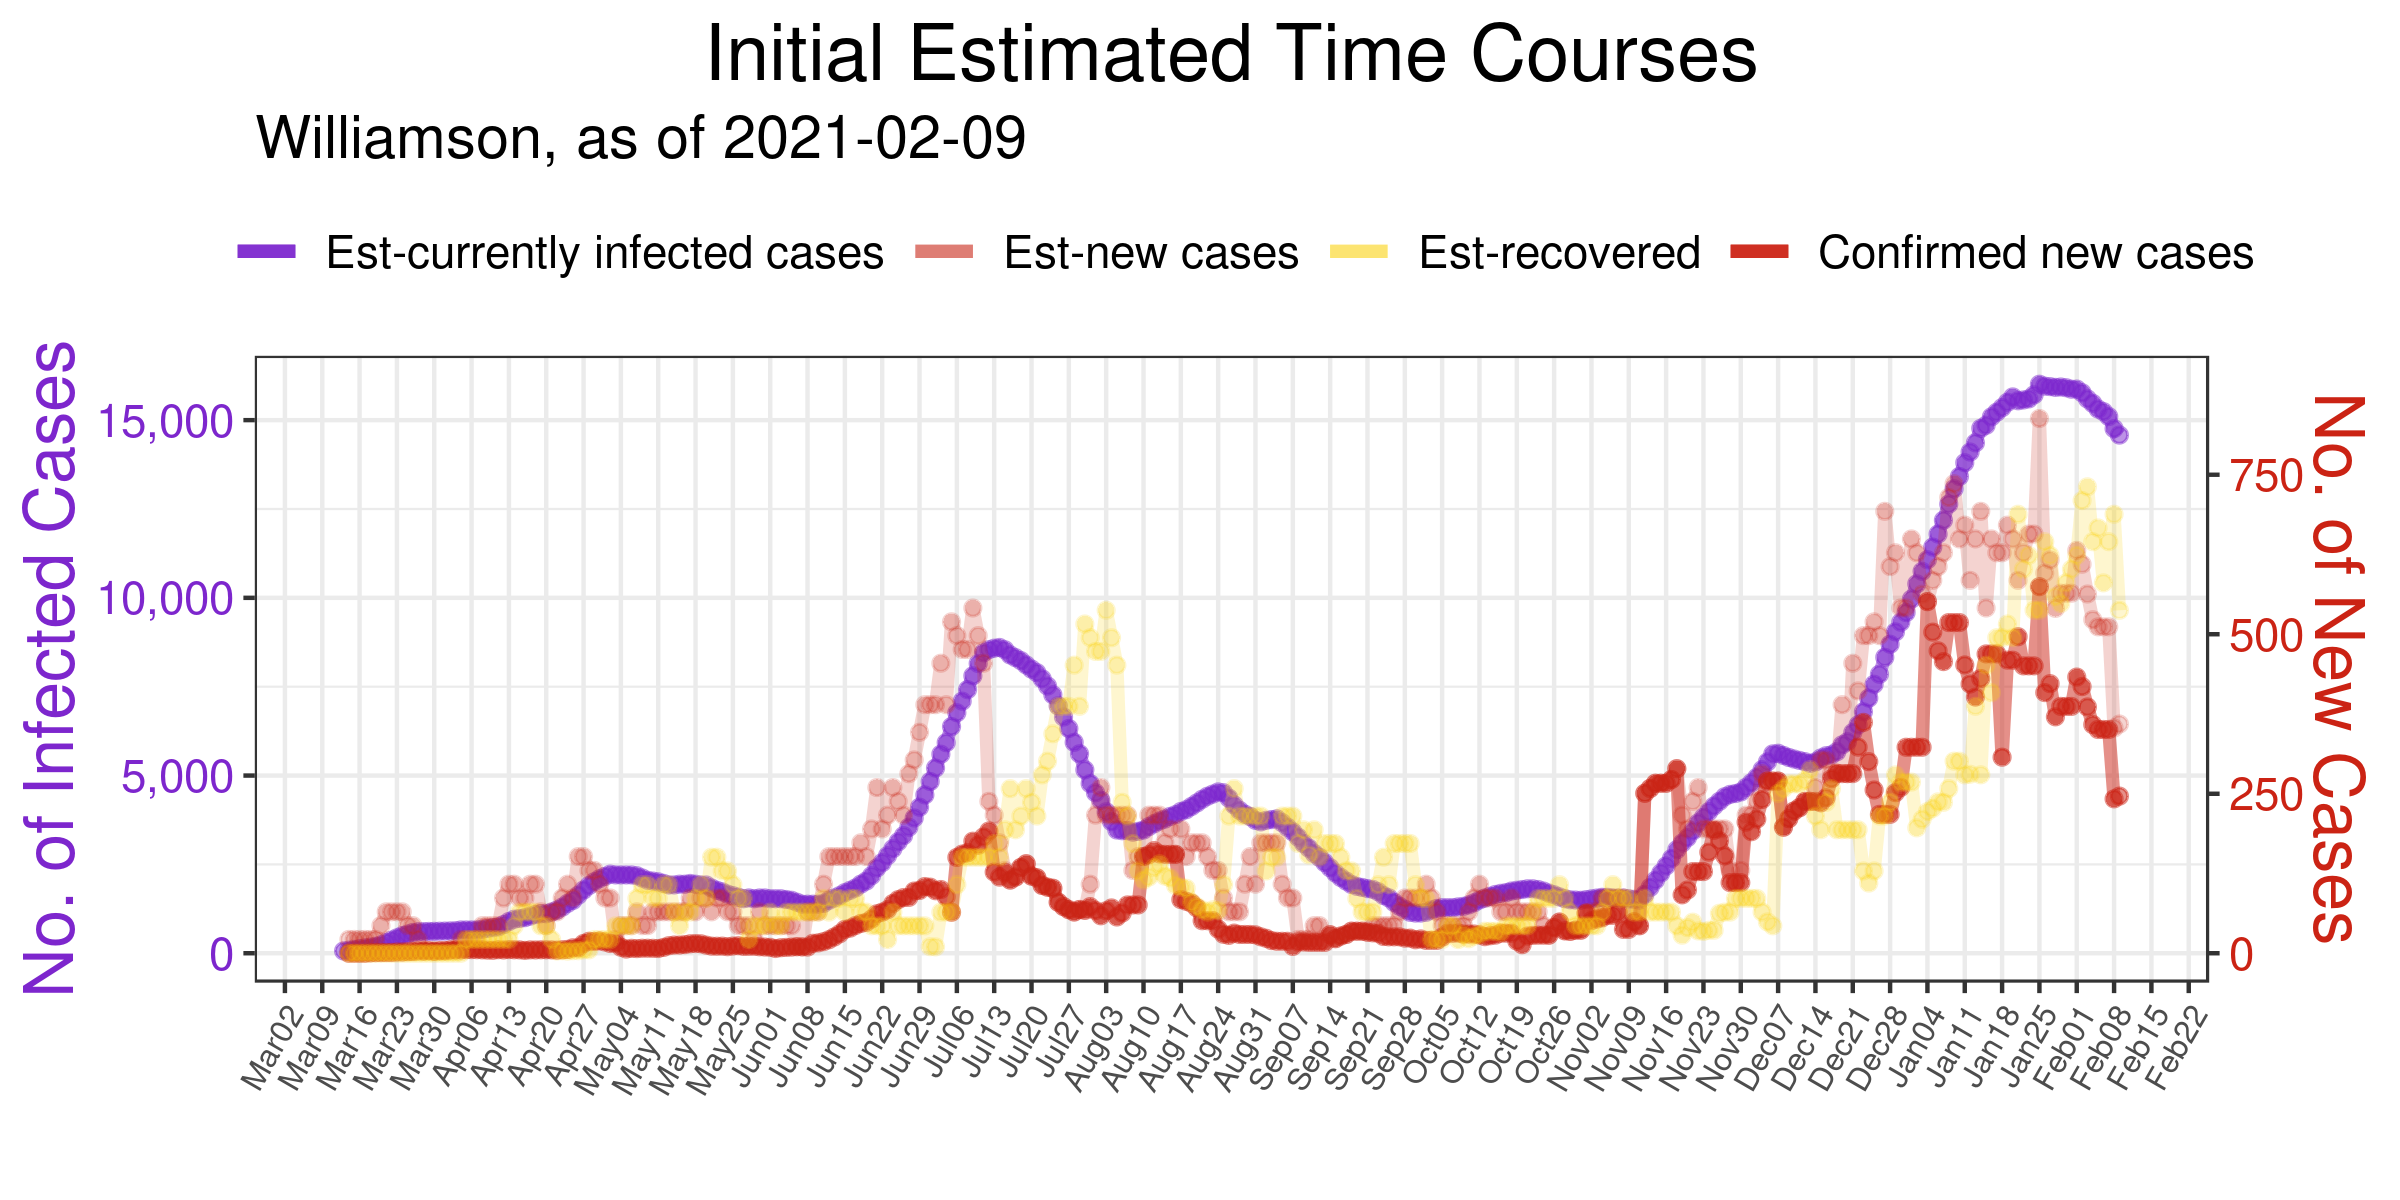 Initial Estimated Time Courses
Williamson, as of 2021-02-09
Est-currently infected cases Est-new cases Est-recovered Confirmed new cases
No. of Infected Cases
15,000
10,000
5,000
0
No. of New Cases
750
500
250
0
Mar02 Mar09 Mar16 Mar23 Mar30 Apr06 Apr13 Apr20 Apr27 May04 May11 May18 May25 Jun01 Jun08 Jun15 Jun22 Jun29 Jul06 Jul13 Jul20 Jul27 Aug03 Aug10 Aug17 Aug24 Aug31 Sep07 Sep14 Sep21 Sep28 Oct05 Oct12 Oct19 Oct26 Nov02 Nov09 Nov16 Nov23 Nov30 Dec07 Dec14 Dec21 Dec28 Jan04 Jan11 Jan18 Jan25 Feb01 Feb08 Feb15 Feb22